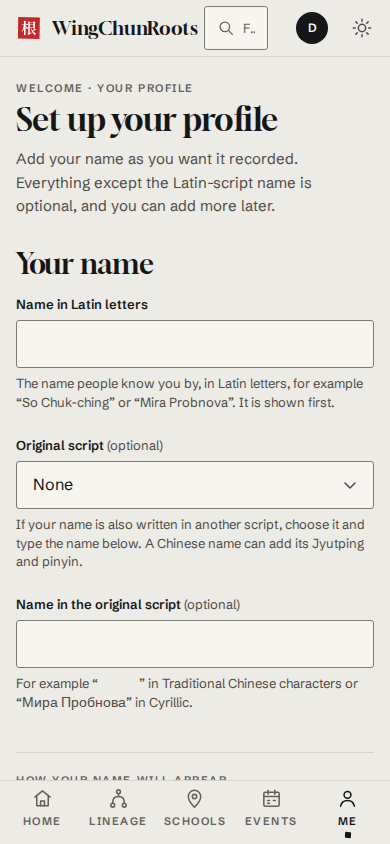 根 WingChunRoots F.. D
WELCOME · YOUR PROFILE
Set up your profile
Add your name as you want it recorded.
Everything except the Latin-script name is
optional, and you can add more later.
Your name
Name in Latin letters
The name people know you by, in Latin letters, for example
“So Chuk-ching” or “Mira Probnova”. It is shown first.
Original script (optional)
None
If your name is also written in another script, choose it and
type the name below. A Chinese name can add its Jyutping
and pinyin.
Name in the original script (optional)
For example “ ” in Traditional Chinese characters or
“Мира Пробнова” in Cyrillic.
HOW YOUR NAME WILL APPEAR
HOME LINEAGE SCHOOLS EVENTS ME